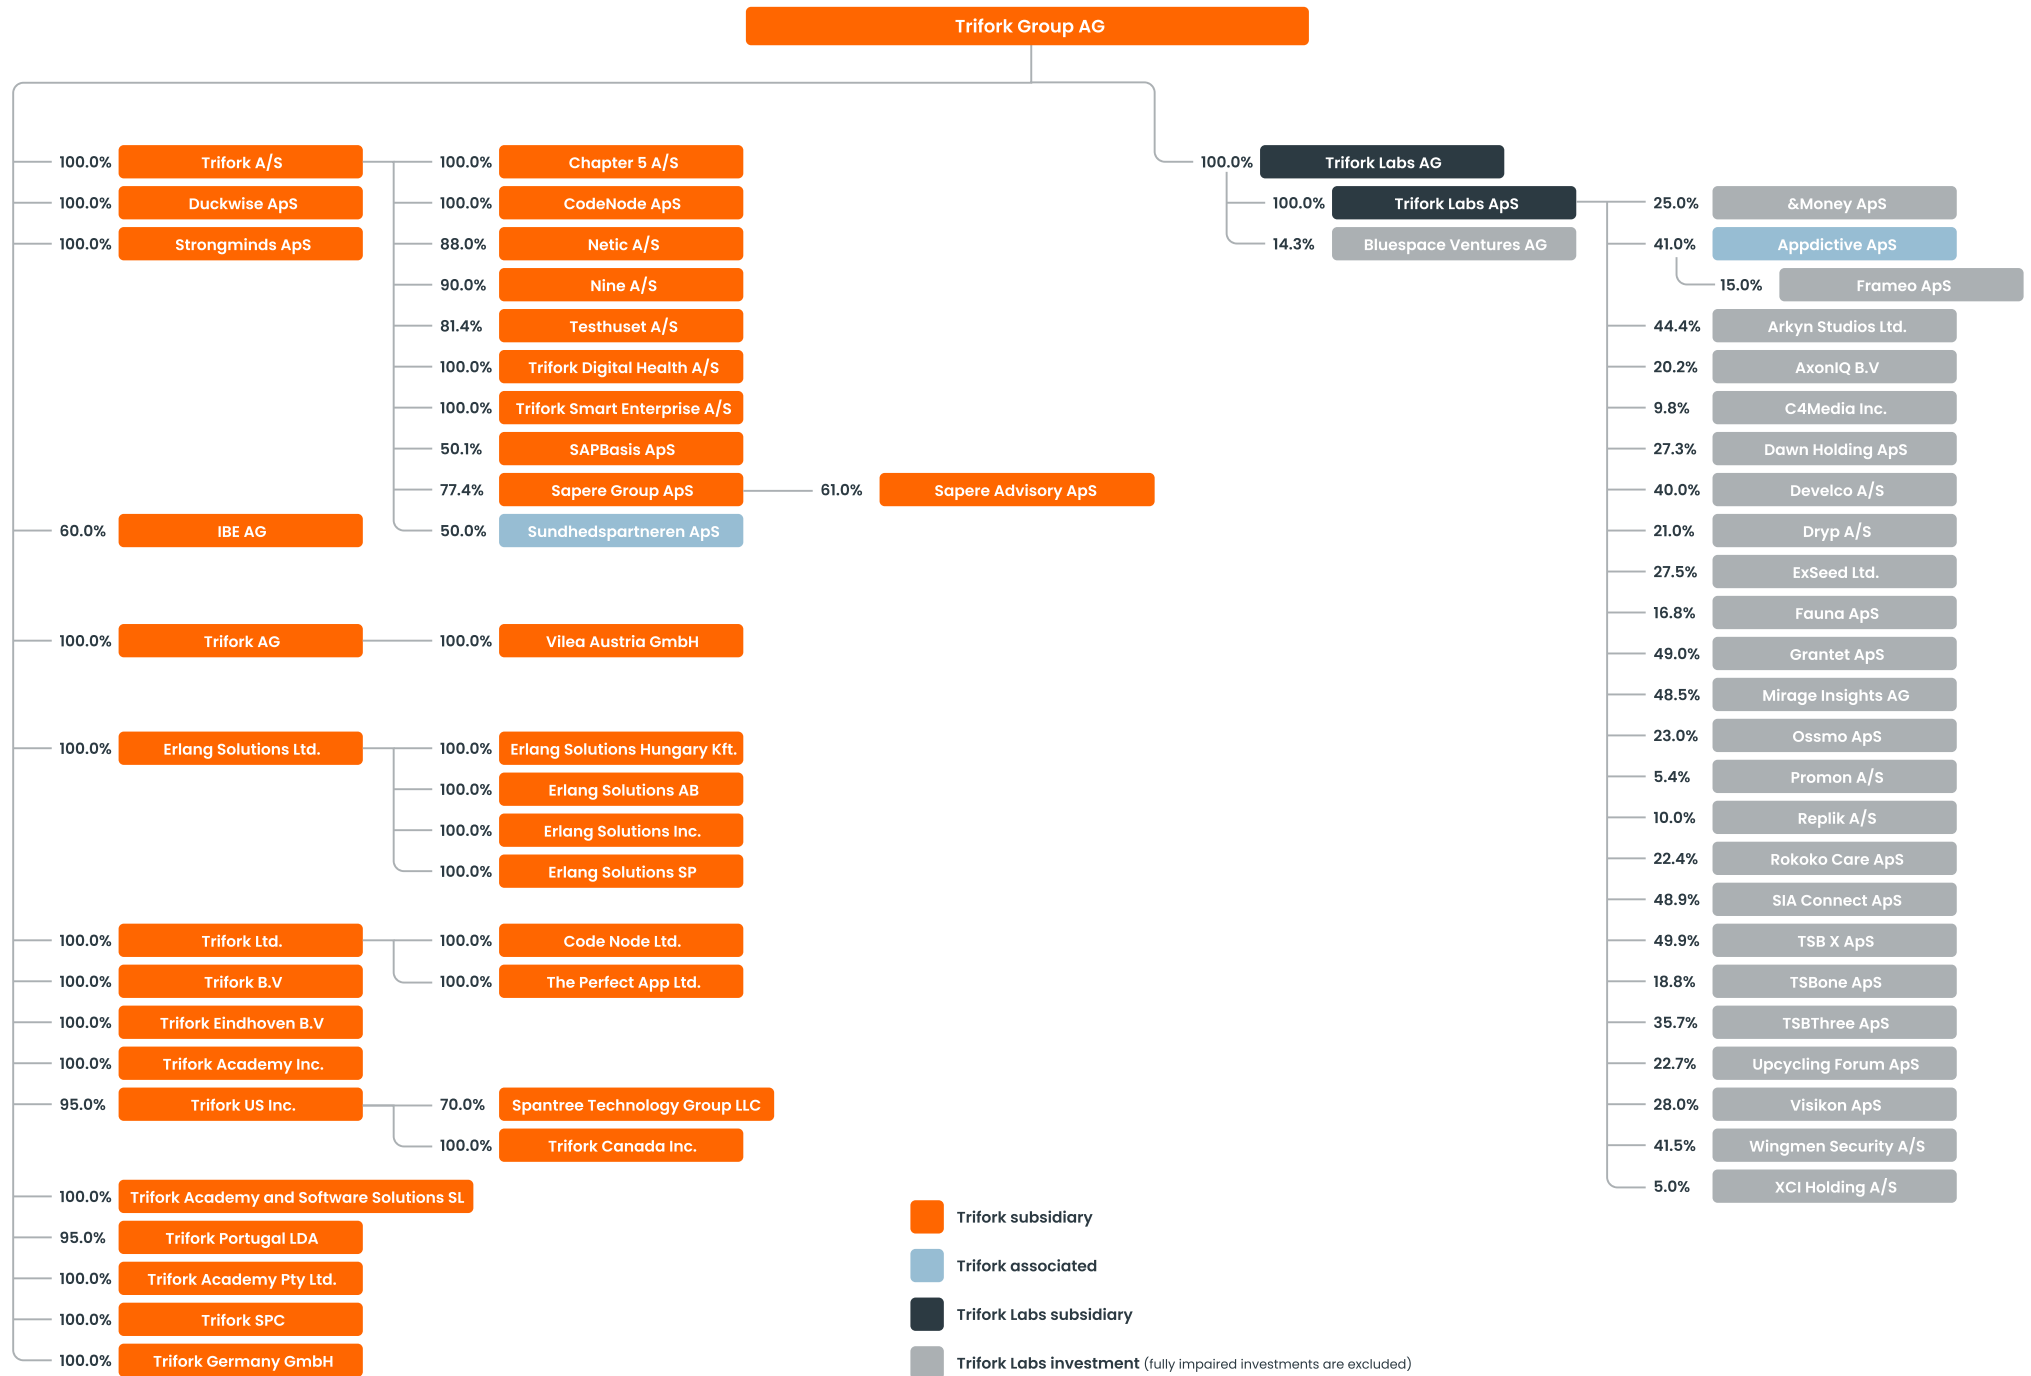 Trifork Group AG
100.0% Trifork A/S
100.0% Duckwise ApS
100.0% Strongminds ApS
60.0% IBE AG
100.0% Trifork AG
100.0% Erlang Solutions Ltd.
100.0% Trifork Ltd.
100.0% Trifork B.V
100.0% Trifork Eindhoven B.V
100.0% Trifork Academy Inc.
95.0% Trifork US Inc.
100.0% Trifork Academy and Software Solutions SL
95.0% Trifork Portugal LDA
100.0% Trifork Academy Pty Ltd.
100.0% Trifork SPC
100.0% Trifork Germany GmbH
100.0% Chapter 5 A/S
100.0% CodeNode ApS
88.0% Netic A/S
90.0% Nine A/S
81.4% Testhuset A/S
100.0% Trifork Digital Health A/S
100.0% Trifork Smart Enterprise A/S
50.1% SAPBasis ApS
77.4% Sapere Group ApS
61.0% Sapere Advisory ApS
50.0% Sundhedspartneren ApS
100.0% Vilea Austria GmbH
100.0% Erlang Solutions Hungary Kft.
100.0% Erlang Solutions AB
100.0% Erlang Solutions Inc.
100.0% Erlang Solutions SP
100.0% Code Node Ltd.
100.0% The Perfect App Ltd.
70.0% Spantree Technology Group LLC
100.0% Trifork Canada Inc.
100.0% Trifork Labs AG
100.0% Trifork Labs ApS
14.3% Bluespace Ventures AG
25.0% &Money ApS
41.0% Appdictive ApS
15.0% Frameo ApS
44.4% Arkyn Studios Ltd.
20.2% AxonIQ B.V
9.8% C4Media Inc.
27.3% Dawn Holding ApS
40.0% Develco A/S
21.0% Dryp A/S
27.5% ExSeed Ltd.
16.8% Fauna ApS
49.0% Grantet ApS
48.5% Mirage Insights AG
23.0% Ossmo ApS
5.4% Promon A/S
10.0% Replik A/S
22.4% Rokoko Care ApS
48.9% SIA Connect ApS
49.9% TSB X ApS
18.8% TSBone ApS
35.7% TSBThree ApS
22.7% Upcycling Forum ApS
28.0% Visikon ApS
41.5% Wingmen Security A/S
5.0% XCI Holding A/S
Trifork subsidiary
Trifork associated
Trifork Labs subsidiary
Trifork Labs investment (fully impaired investments are excluded)